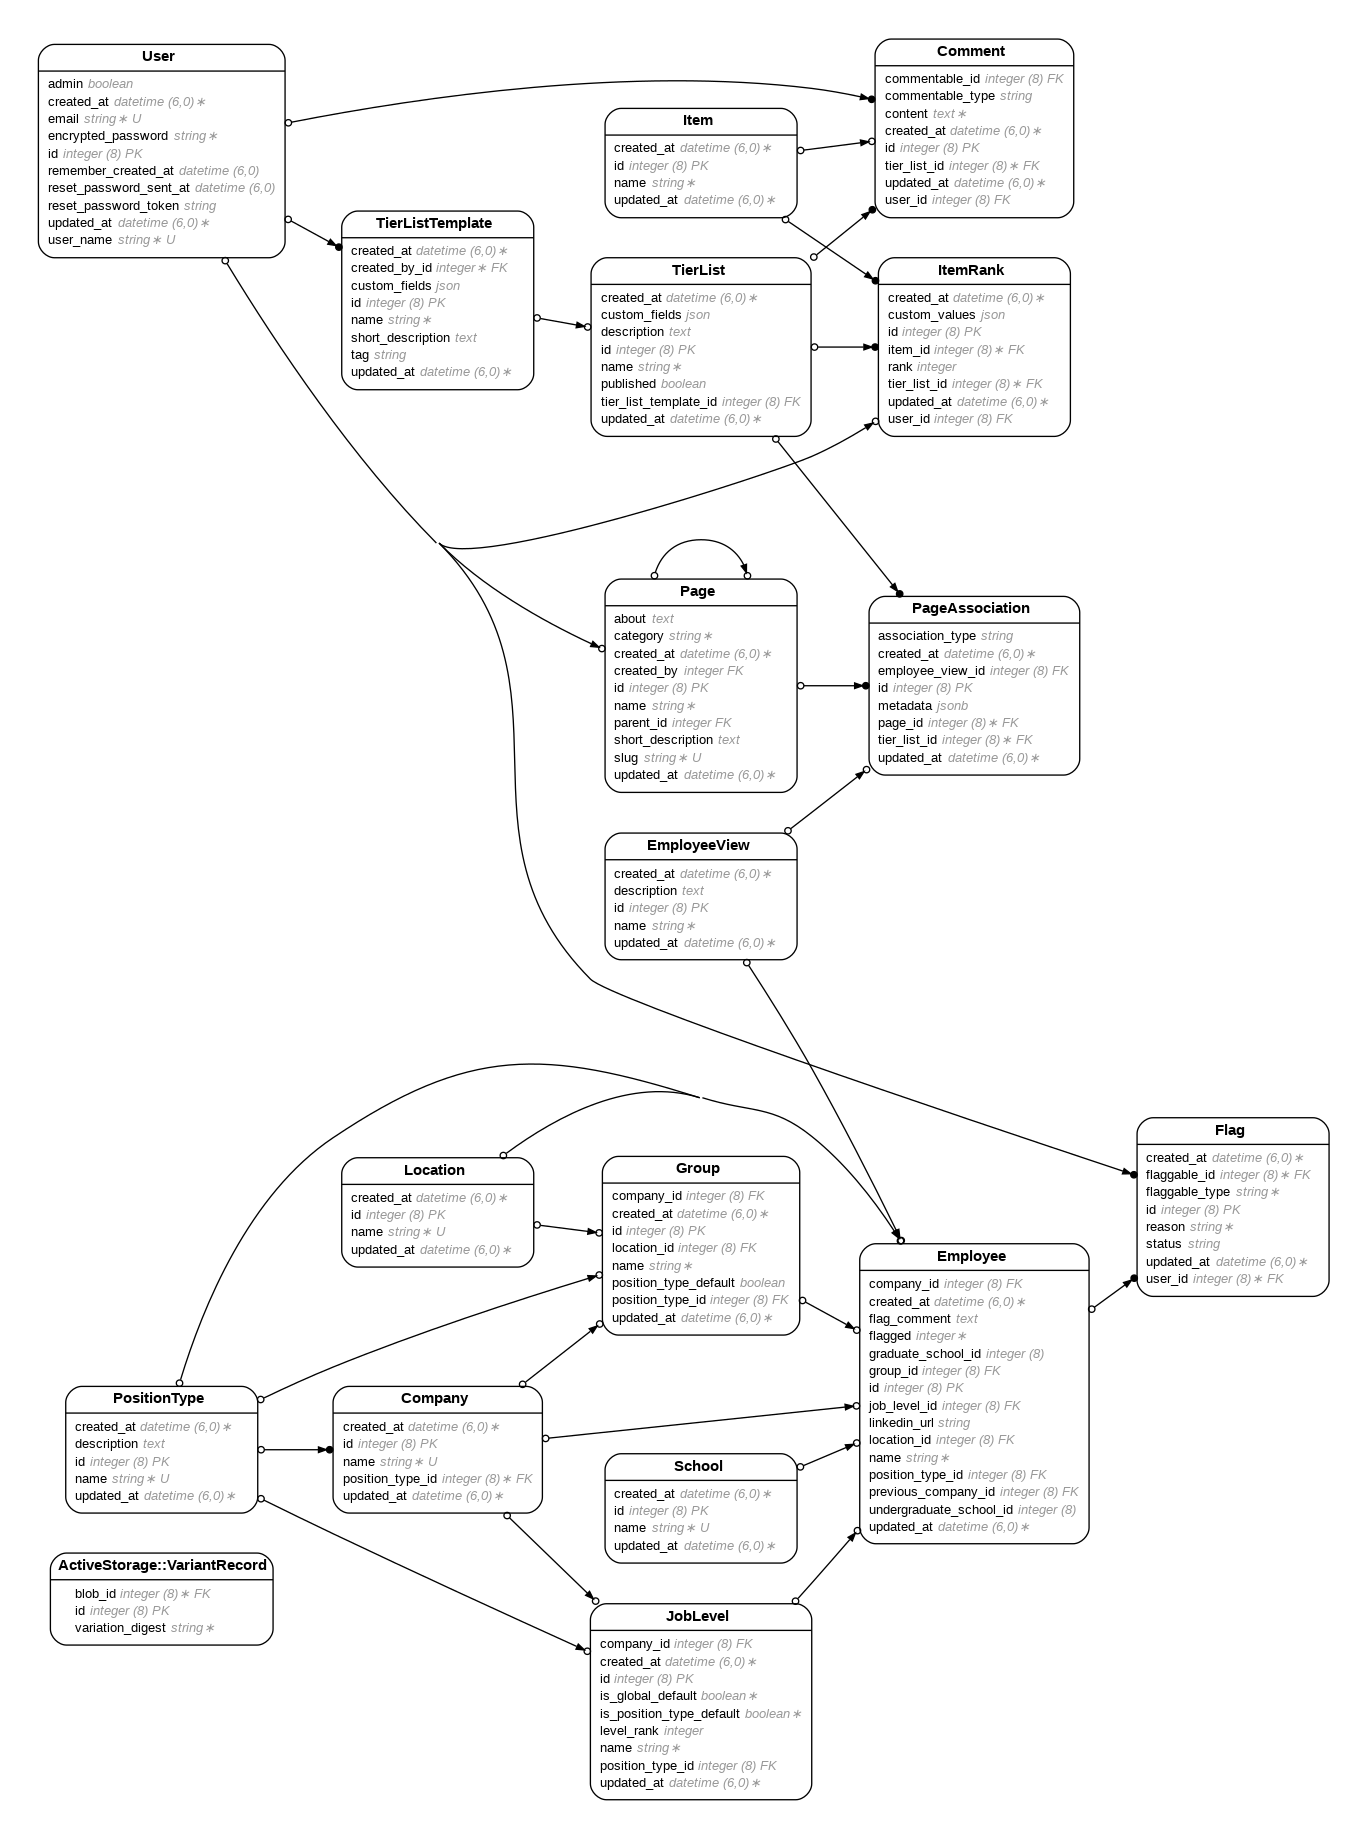 User
admin boolean
created_at datetime (6,0)∗
email string∗ U
encrypted_password string∗
id integer (8) PK
remember_created_at datetime (6,0)
reset_password_sent_at datetime (6,0)
reset_password_token string
updated_at datetime (6,0)∗
user_name string∗ U
Comment
commentable_id integer (8) FK
commentable_type string
content text∗
created_at datetime (6,0)∗
id integer (8) PK
tier_list_id integer (8)∗ FK
updated_at datetime (6,0)∗
user_id integer (8) FK
Item
created_at datetime (6,0)∗
id integer (8) PK
name string∗
updated_at datetime (6,0)∗
TierListTemplate
created_at datetime (6,0)∗
created_by_id integer∗ FK
custom_fields json
id integer (8) PK
name string∗
short_description text
tag string
updated_at datetime (6,0)∗
TierList
created_at datetime (6,0)∗
custom_fields json
description text
id integer (8) PK
name string∗
published boolean
tier_list_template_id integer (8) FK
updated_at datetime (6,0)∗
ItemRank
created_at datetime (6,0)∗
custom_values json
id integer (8) PK
item_id integer (8)∗ FK
rank integer
tier_list_id integer (8)∗ FK
updated_at datetime (6,0)∗
user_id integer (8) FK
Page
about text
category string∗
created_at datetime (6,0)∗
created_by integer FK
id integer (8) PK
name string∗
parent_id integer FK
short_description text
slug string∗ U
updated_at datetime (6,0)∗
PageAssociation
association_type string
created_at datetime (6,0)∗
employee_view_id integer (8) FK
id integer (8) PK
metadata jsonb
page_id integer (8)∗ FK
tier_list_id integer (8)∗ FK
updated_at datetime (6,0)∗
EmployeeView
created_at datetime (6,0)∗
description text
id integer (8) PK
name string∗
updated_at datetime (6,0)∗
Flag
created_at datetime (6,0)∗
flaggable_id integer (8)∗ FK
flaggable_type string∗
id integer (8) PK
reason string∗
status string
updated_at datetime (6,0)∗
user_id integer (8)∗ FK
Location
created_at datetime (6,0)∗
id integer (8) PK
name string∗ U
updated_at datetime (6,0)∗
Group
company_id integer (8) FK
created_at datetime (6,0)∗
id integer (8) PK
location_id integer (8) FK
name string∗
position_type_default boolean
position_type_id integer (8) FK
updated_at datetime (6,0)∗
Employee
company_id integer (8) FK
created_at datetime (6,0)∗
flag_comment text
flagged integer∗
graduate_school_id integer (8)
group_id integer (8) FK
id integer (8) PK
job_level_id integer (8) FK
linkedin_url string
location_id integer (8) FK
name string∗
position_type_id integer (8) FK
previous_company_id integer (8) FK
undergraduate_school_id integer (8)
updated_at datetime (6,0)∗
PositionType
created_at datetime (6,0)∗
description text
id integer (8) PK
name string∗ U
updated_at datetime (6,0)∗
Company
created_at datetime (6,0)∗
id integer (8) PK
name string∗ U
position_type_id integer (8)∗ FK
updated_at datetime (6,0)∗
School
created_at datetime (6,0)∗
id integer (8) PK
name string∗ U
updated_at datetime (6,0)∗
ActiveStorage::VariantRecord
blob_id integer (8)∗ FK
id integer (8) PK
variation_digest string∗
JobLevel
company_id integer (8) FK
created_at datetime (6,0)∗
id integer (8) PK
is_global_default boolean∗
is_position_type_default boolean∗
level_rank integer
name string∗
position_type_id integer (8) FK
updated_at datetime (6,0)∗